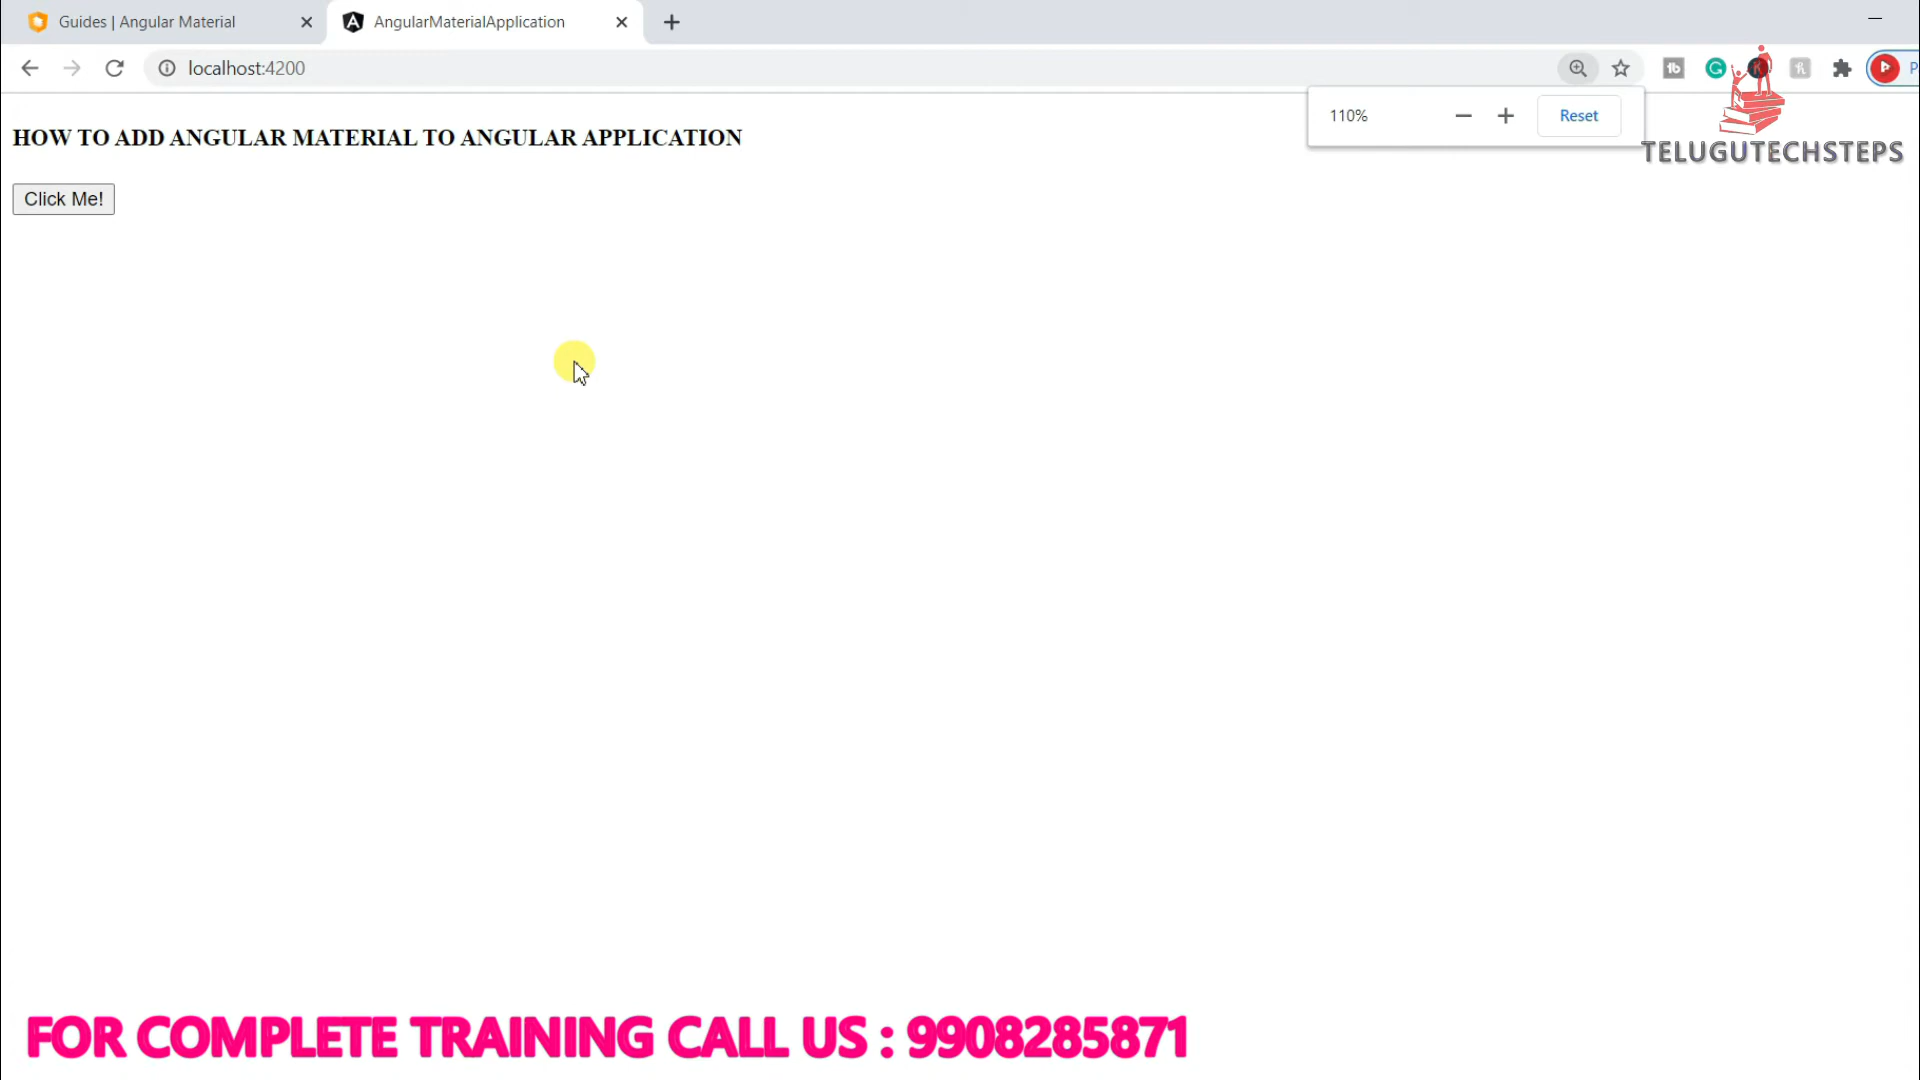 Guides | Angular Material
AngularMaterialApplication
localhost:4200
110%
Reset
TELUGUTECHSTEPS
HOW TO ADD ANGULAR MATERIAL TO ANGULAR APPLICATION
Click Me!
FOR COMPLETE TRAINING CALL US : 9908285871